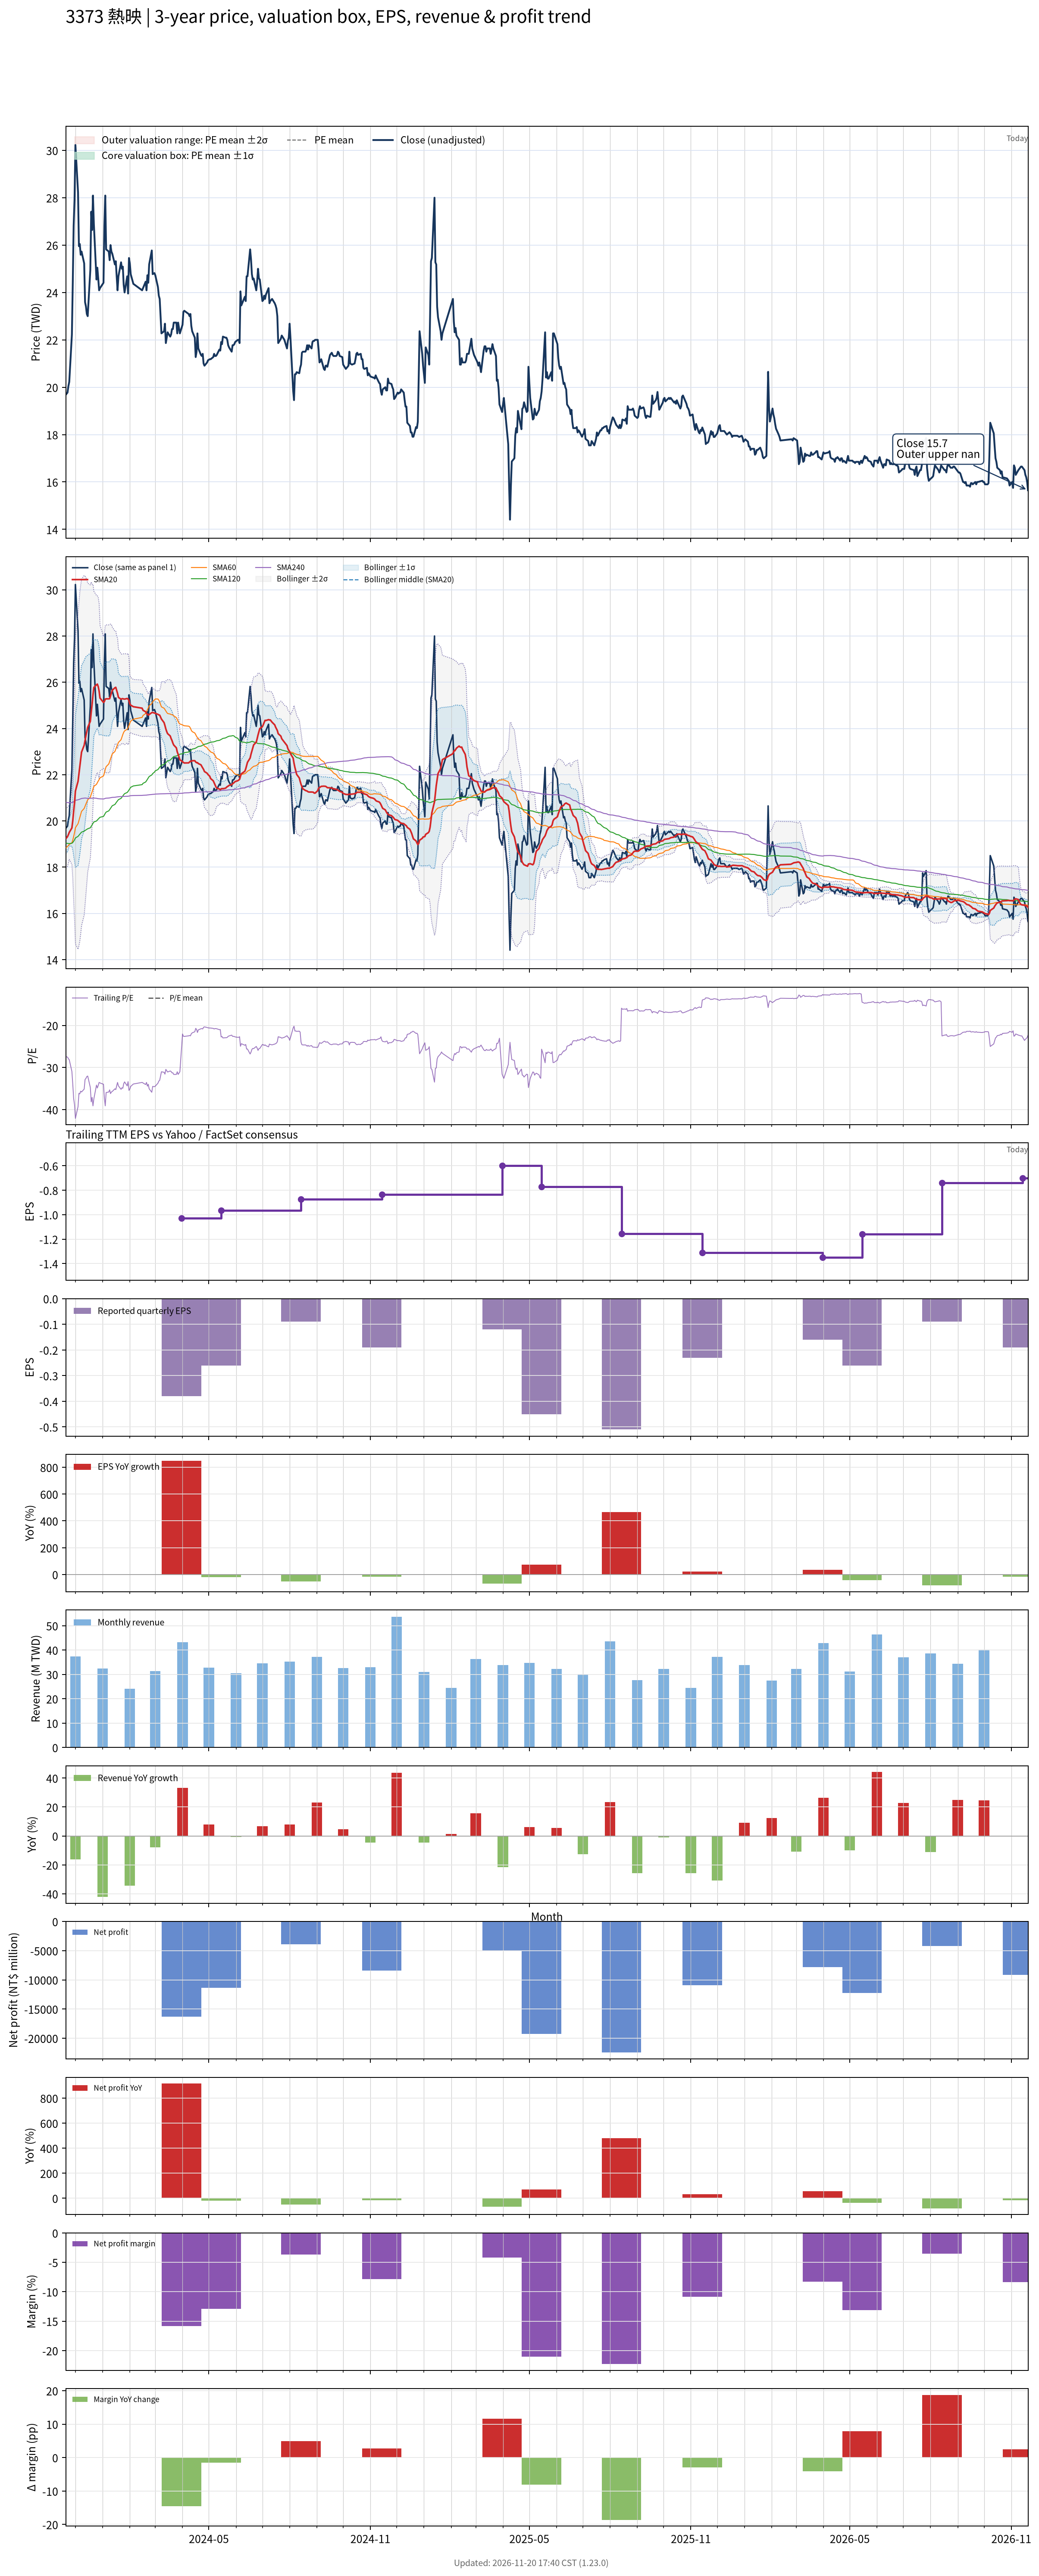 3373 熱映 | 3-year price, valuation box, EPS, revenue & profit trend
Outer valuation range: PE mean ±2σ
PE mean
Close (unadjusted)
Core valuation box: PE mean ±1σ
Today
Price (TWD)
30
28
26
24
22
20
18
16
14
Close 15.7
Outer upper nan
Close (same as panel 1)
SMA20
SMA60
SMA120
SMA240
Bollinger ±2σ
Bollinger ±1σ
Bollinger middle (SMA20)
Price
30
28
26
24
22
20
18
16
14
Trailing P/E
P/E mean
P/E
-20
-30
-40
Trailing TTM EPS vs Yahoo / FactSet consensus
Today
EPS
-0.6
-0.8
-1.0
-1.2
-1.4
Reported quarterly EPS
EPS
0.0
-0.1
-0.2
-0.3
-0.4
-0.5
EPS YoY growth
YoY (%)
800
600
400
200
0
Monthly revenue
Revenue (M TWD)
50
40
30
20
10
0
Revenue YoY growth
YoY (%)
40
20
0
-20
-40
Month
Net profit
Net profit (NT$ million)
0
-5000
-10000
-15000
-20000
Net profit YoY
YoY (%)
800
600
400
200
0
Net profit margin
Margin (%)
0
-5
-10
-15
-20
Margin YoY change
Δ margin (pp)
20
10
0
-10
-20
2024-05
2024-11
2025-05
2025-11
2026-05
2026-11
Updated: 2026-11-20 17:40 CST (1.23.0)